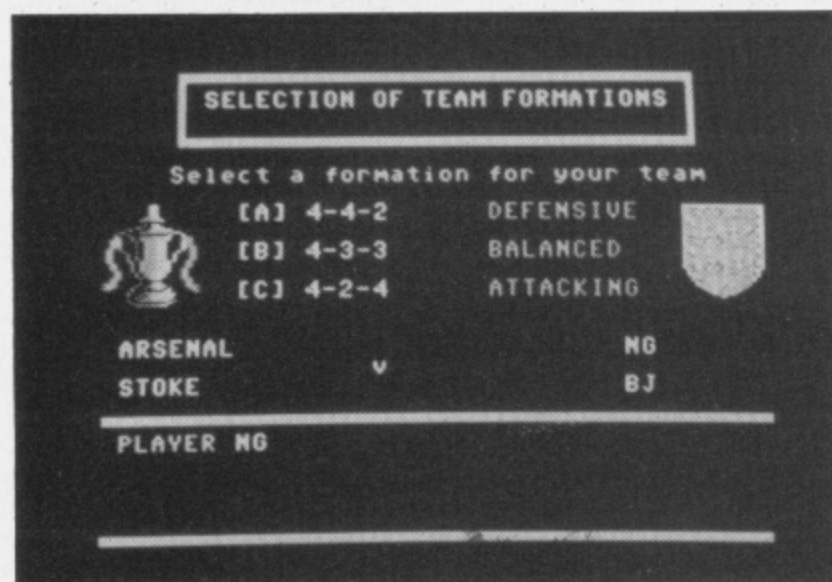 SELECTION OF TEAM FORMATIONS
Select a formation for your team
[A] 4-4-2 DEFENSIVE
[B] 4-3-3 BALANCED
[C] 4-2-4 ATTACKING
ARSENAL NG
v
STOKE BJ
PLAYER NG